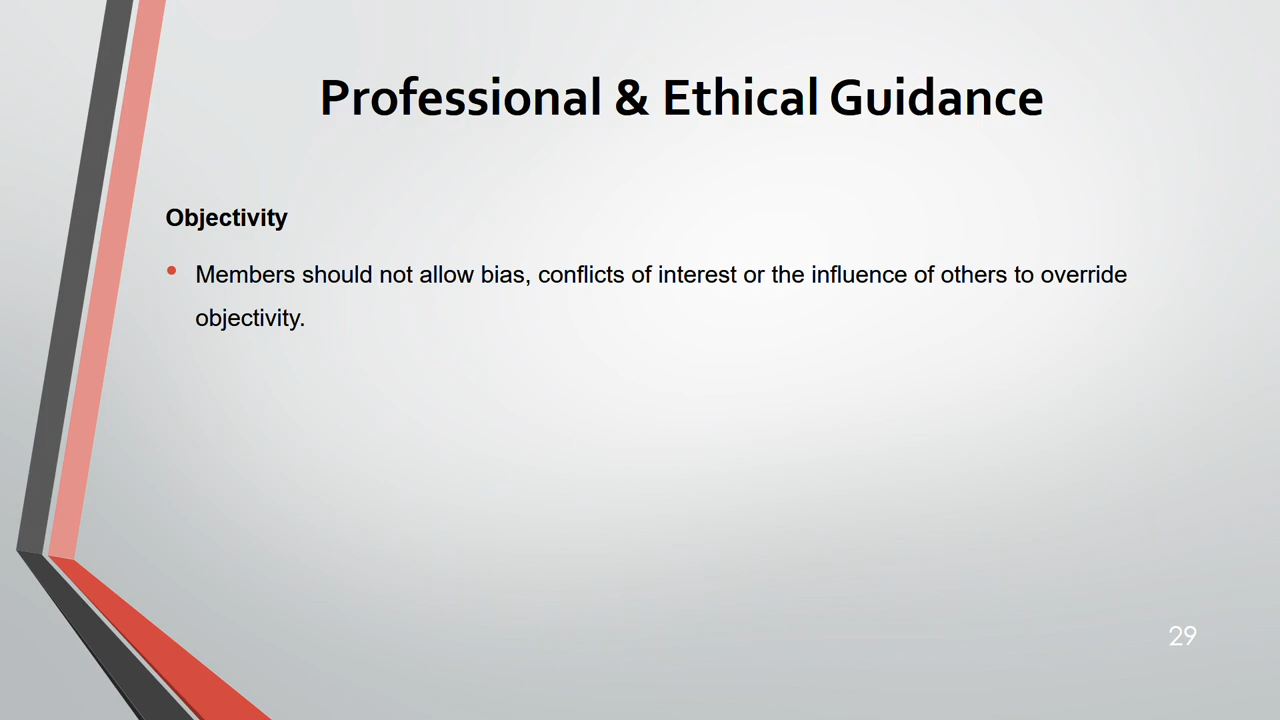 Professional & Ethical Guidance
Objectivity
• Members should not allow bias, conflicts of interest or the influence of others to override
objectivity.
29